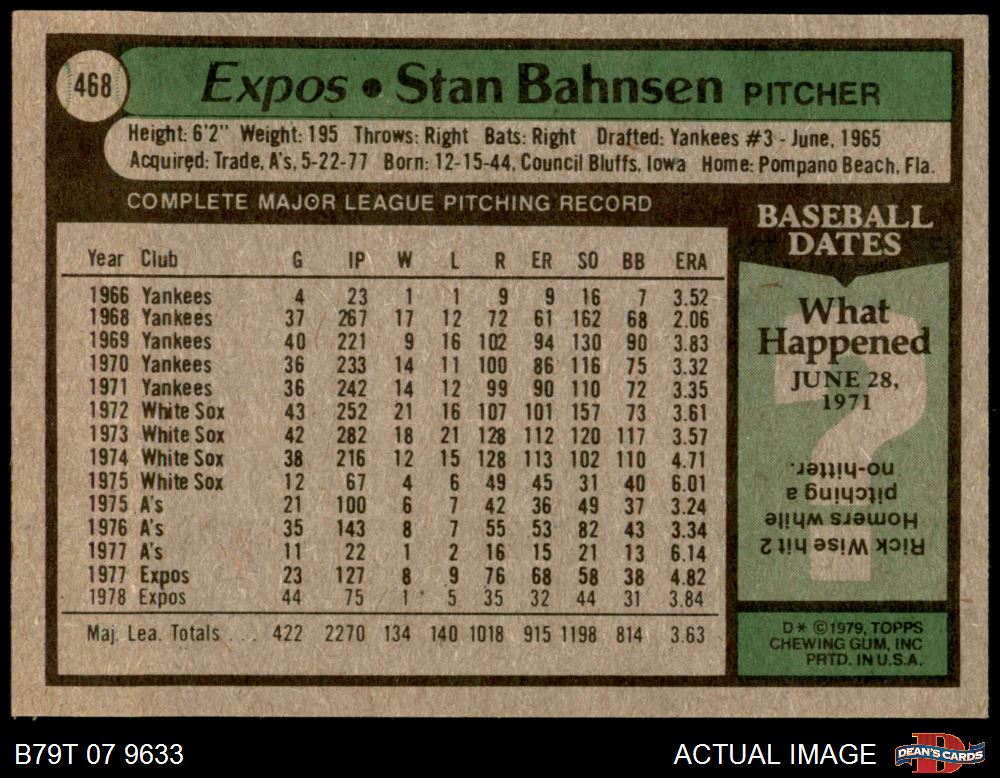 468
Expos • Stan Bahnsen PITCHER
Height: 6'2" Weight: 195 Throws: Right Bats: Right Drafted: Yankees #3 - June, 1965
Acquired: Trade, A's, 5-22-77 Born: 12-15-44, Council Bluffs, Iowa Home: Pompano Beach, Fla.
COMPLETE MAJOR LEAGUE PITCHING RECORD
Year Club G IP W L R ER SO BB ERA
1966 Yankees 4 23 1 1 9 9 16 7 3.52
1968 Yankees 37 267 17 12 72 61 162 68 2.06
1969 Yankees 40 221 9 16 102 94 130 90 3.83
1970 Yankees 36 233 14 11 100 86 116 75 3.32
1971 Yankees 36 242 14 12 99 90 110 72 3.35
1972 White Sox 43 252 21 16 107 101 157 73 3.61
1973 White Sox 42 282 18 21 128 112 120 117 3.57
1974 White Sox 38 216 12 15 128 113 102 110 4.71
1975 White Sox 12 67 4 6 49 45 31 40 6.01
1975 A's 21 100 6 7 42 36 49 37 3.24
1976 A's 35 143 8 7 55 53 82 43 3.34
1977 A's 11 22 1 2 16 15 21 13 6.14
1977 Expos 23 127 8 9 76 68 58 38 4.82
1978 Expos 44 75 1 5 35 32 44 31 3.84
Maj. Lea. Totals . . . 422 2270 134 140 1018 915 1198 814 3.63
BASEBALL
DATES
What
Happened
JUNE 28,
1971
?
Rick Wise hit 2
Homers while
pitching a
no-hitter.
D* ©1979, TOPPS
CHEWING GUM, INC
PRTD. IN U.S.A.
B79T 07 9633
ACTUAL IMAGE
D
DEAN'S CARDS